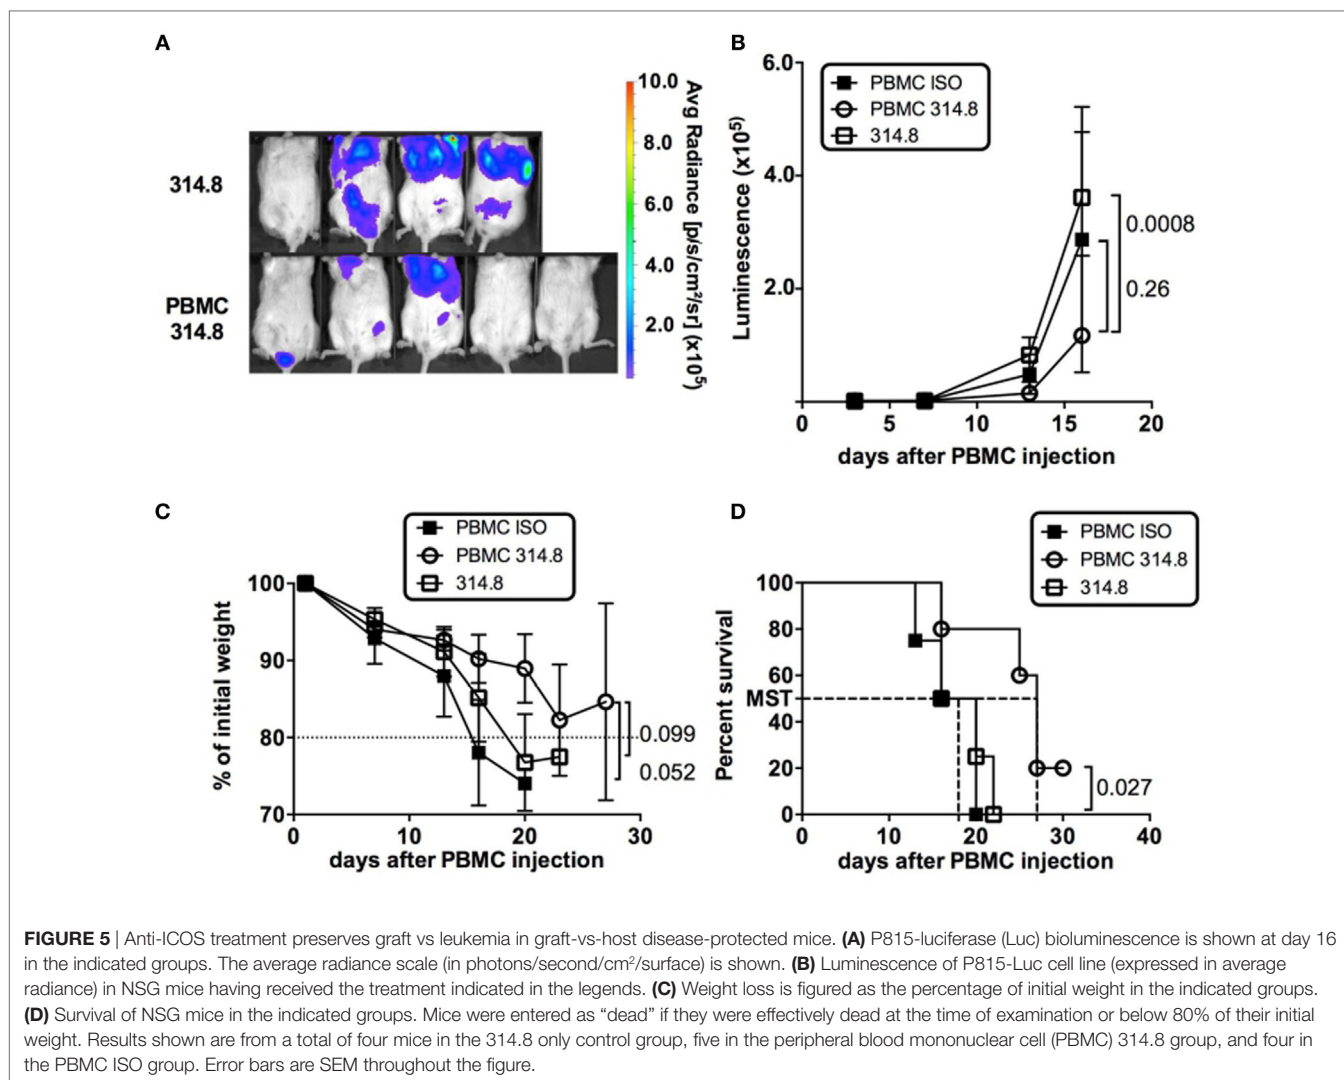 A
314.8
PBMC
314.8
10.0
8.0
6.0
4.0
2.0
Avg Radiance [p/s/cm²/sr] (x10⁵)
B
PBMC ISO
PBMC 314.8
314.8
6.0
4.0
2.0
Luminescence (x10⁵)
0.0008
0.26
0 5 10 15 20
days after PBMC injection
C
PBMC ISO
PBMC 314.8
314.8
100
90
80
70
% of initial weight
0.099
0.052
0 10 20 30
days after PBMC injection
D
PBMC ISO
PBMC 314.8
314.8
100
80
60
MST
40
20
0
Percent survival
0.027
0 10 20 30 40
days after PBMC injection
FIGURE 5 | Anti-ICOS treatment preserves graft vs leukemia in graft-vs-host disease-protected mice. (A) P815-luciferase (Luc) bioluminescence is shown at day 16
in the indicated groups. The average radiance scale (in photons/second/cm²/surface) is shown. (B) Luminescence of P815-Luc cell line (expressed in average
radiance) in NSG mice having received the treatment indicated in the legends. (C) Weight loss is figured as the percentage of initial weight in the indicated groups.
(D) Survival of NSG mice in the indicated groups. Mice were entered as “dead” if they were effectively dead at the time of examination or below 80% of their initial
weight. Results shown are from a total of four mice in the 314.8 only control group, five in the peripheral blood mononuclear cell (PBMC) 314.8 group, and four in
the PBMC ISO group. Error bars are SEM throughout the figure.